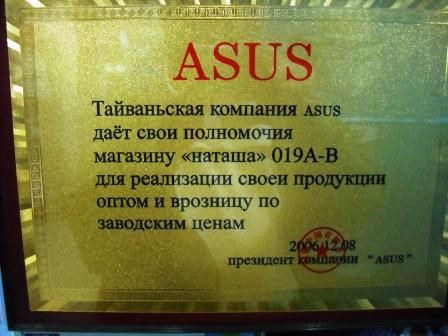 ASUS
Тайваньская компания ASUS
даёт свои полномочия
магазину «наташа» 019А-В
для реализации своеи продукции
оптом и врозницу по
заводским ценам
2006.12.08
президент компании “ASUS”